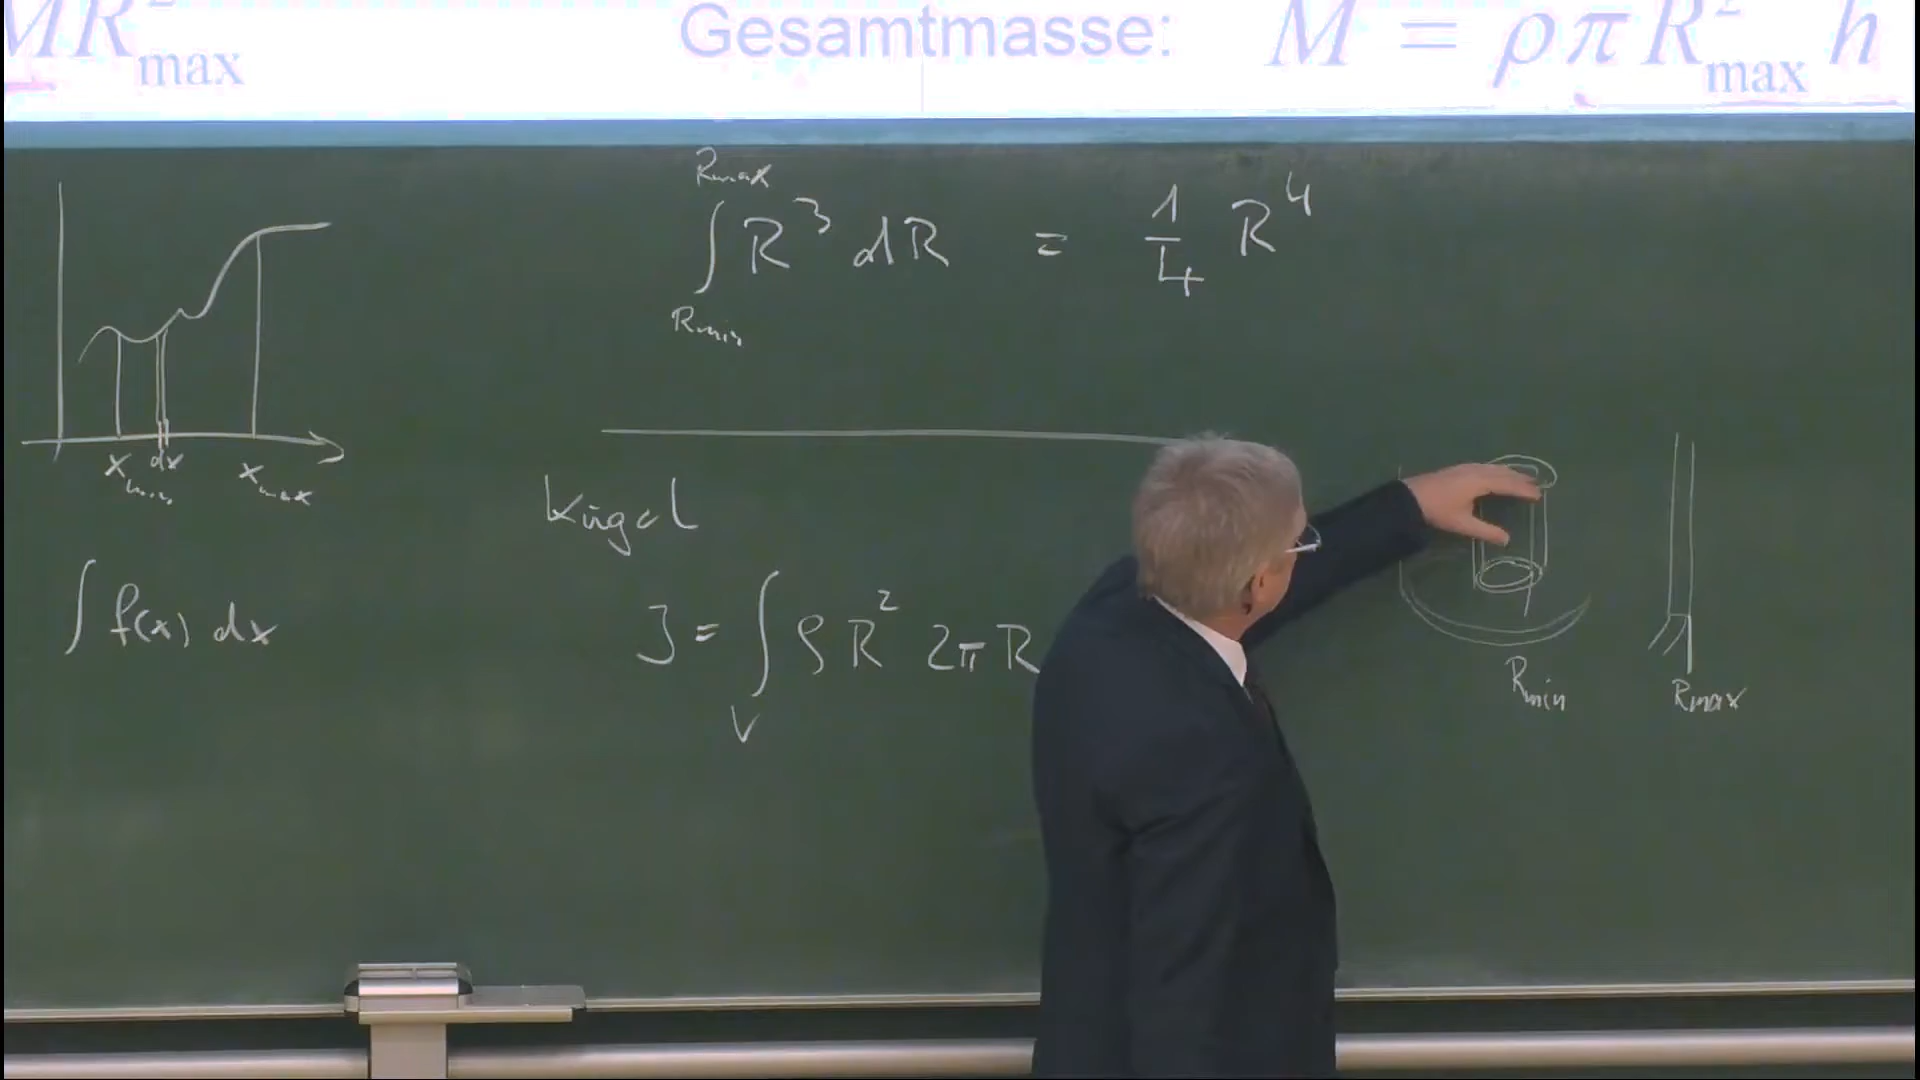 MR²max
Gesamtmasse: M = ρπR²max h
Rmax
∫ R³ dR = 1/4 R⁴
Rmin
xmin dx xmax
∫ f(x) dx
Kugel
J = ∫ ρ R² 2π R
V
Rmin
Rmax